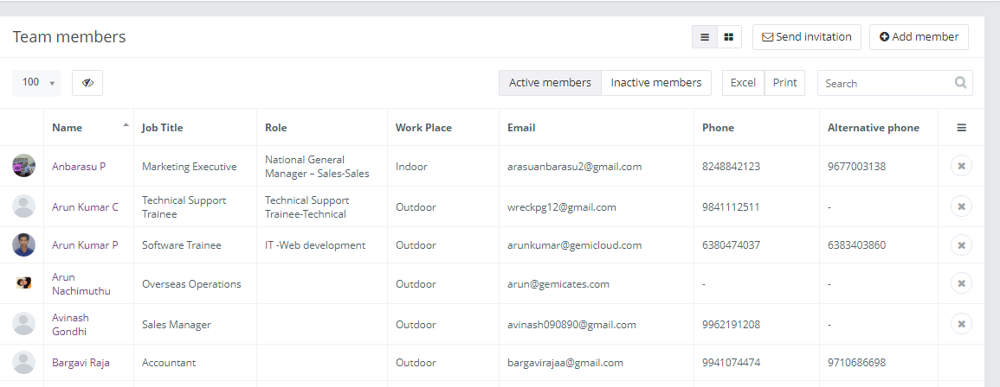 Team members
Send invitation
Add member
100
Active members
Inactive members
Excel
Print
Search
Name
Job Title
Role
Work Place
Email
Phone
Alternative phone
Anbarasu P
Marketing Executive
National General
Manager – Sales-Sales
Indoor
arasuanbarasu2@gmail.com
8248842123
9677003138
Arun Kumar C
Technical Support
Trainee
Technical Support
Trainee-Technical
Outdoor
wreckpg12@gmail.com
9841112511
-
Arun Kumar P
Software Trainee
IT -Web development
Outdoor
arunkumar@gemicloud.com
6380474037
6383403860
Arun
Nachimuthu
Overseas Operations
Outdoor
arun@gemicates.com
-
-
Avinash
Gondhi
Sales Manager
Outdoor
avinash090890@gmail.com
9962191208
-
Bargavi Raja
Accountant
Outdoor
bargavirajaa@gmail.com
9941074474
9710686698